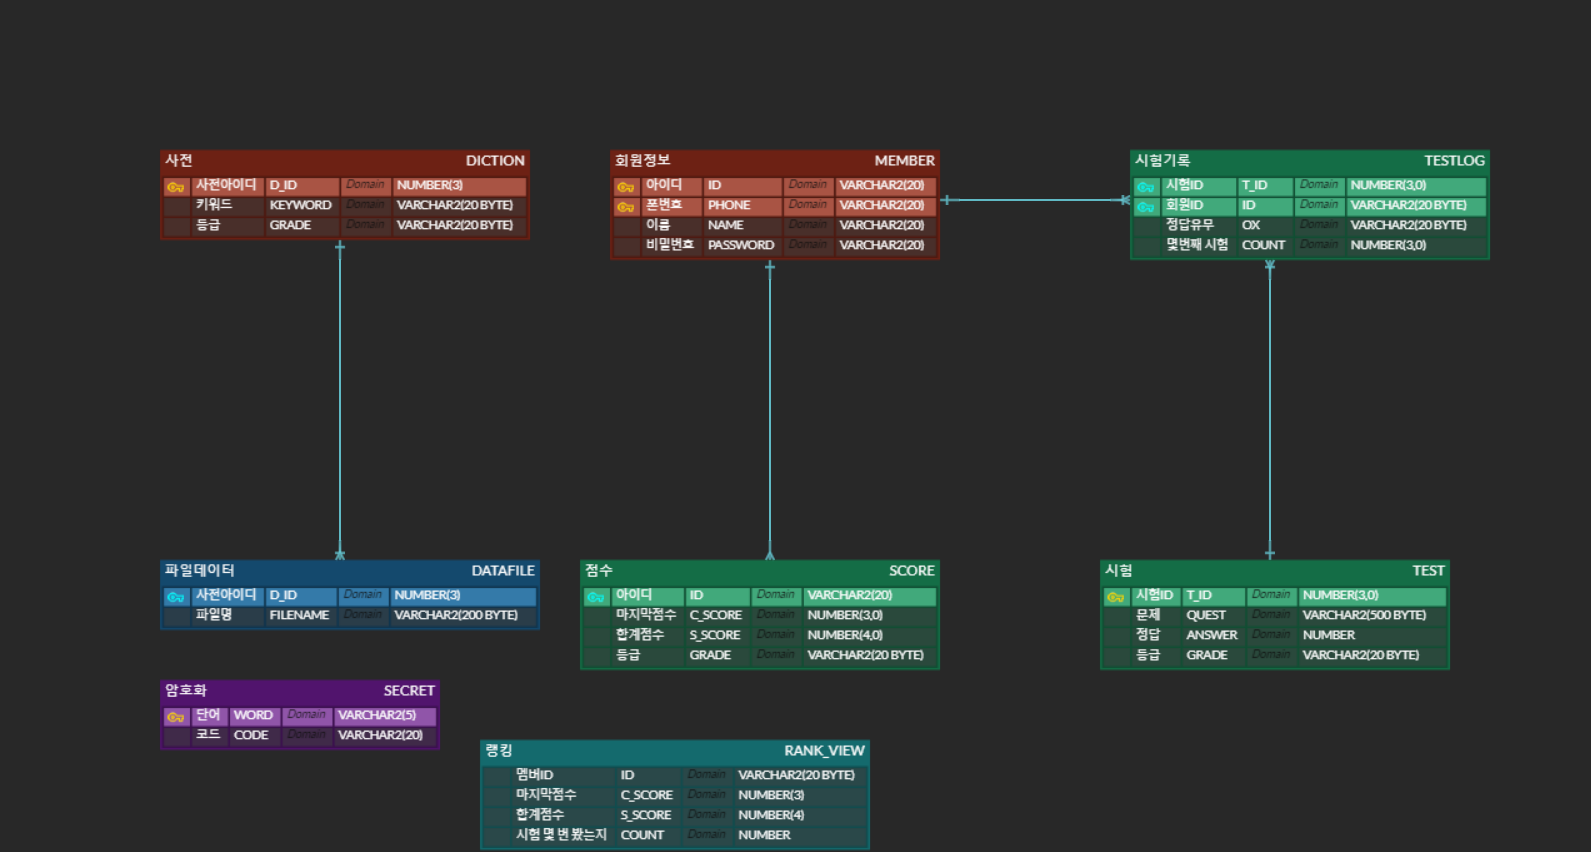 사전 DICTION
사전아이디 D_ID Domain NUMBER(3)
키워드 KEYWORD Domain VARCHAR2(20 BYTE)
등급 GRADE Domain VARCHAR2(20 BYTE)
회원정보 MEMBER
아이디 ID Domain VARCHAR2(20)
폰번호 PHONE Domain VARCHAR2(20)
이름 NAME Domain VARCHAR2(20)
비밀번호 PASSWORD Domain VARCHAR2(20)
시험기록 TESTLOG
시험ID T_ID Domain NUMBER(3,0)
회원ID ID Domain VARCHAR2(20 BYTE)
정답유무 OX Domain VARCHAR2(20 BYTE)
몇번째 시험 COUNT Domain NUMBER(3,0)
파일데이터 DATAFILE
사전아이디 D_ID Domain NUMBER(3)
파일명 FILENAME Domain VARCHAR2(200 BYTE)
점수 SCORE
아이디 ID Domain VARCHAR2(20)
마지막점수 C_SCORE Domain NUMBER(3,0)
합계점수 S_SCORE Domain NUMBER(4,0)
등급 GRADE Domain VARCHAR2(20 BYTE)
시험 TEST
시험ID T_ID Domain NUMBER(3,0)
문제 QUEST Domain VARCHAR2(500 BYTE)
정답 ANSWER Domain NUMBER
등급 GRADE Domain VARCHAR2(20 BYTE)
암호화 SECRET
단어 WORD Domain VARCHAR2(5)
코드 CODE Domain VARCHAR2(20)
랭킹 RANK_VIEW
멤버ID ID Domain VARCHAR2(20 BYTE)
마지막점수 C_SCORE Domain NUMBER(3)
합계점수 S_SCORE Domain NUMBER(4)
시험 몇 번 봤는지 COUNT Domain NUMBER